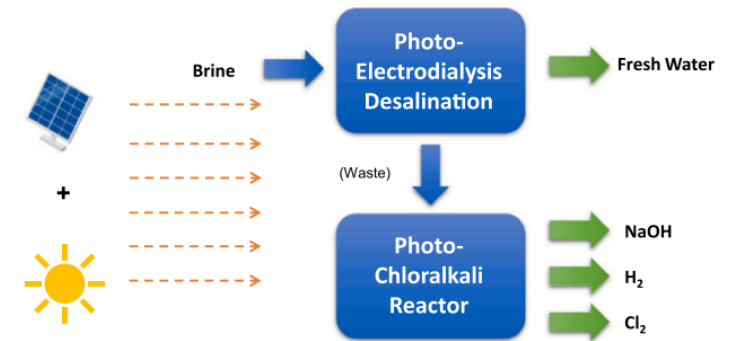 Brine
Photo-
Electrodialysis
Desalination
Fresh Water
+
(Waste)
Photo-
Chloralkali
Reactor
NaOH
H₂
Cl₂